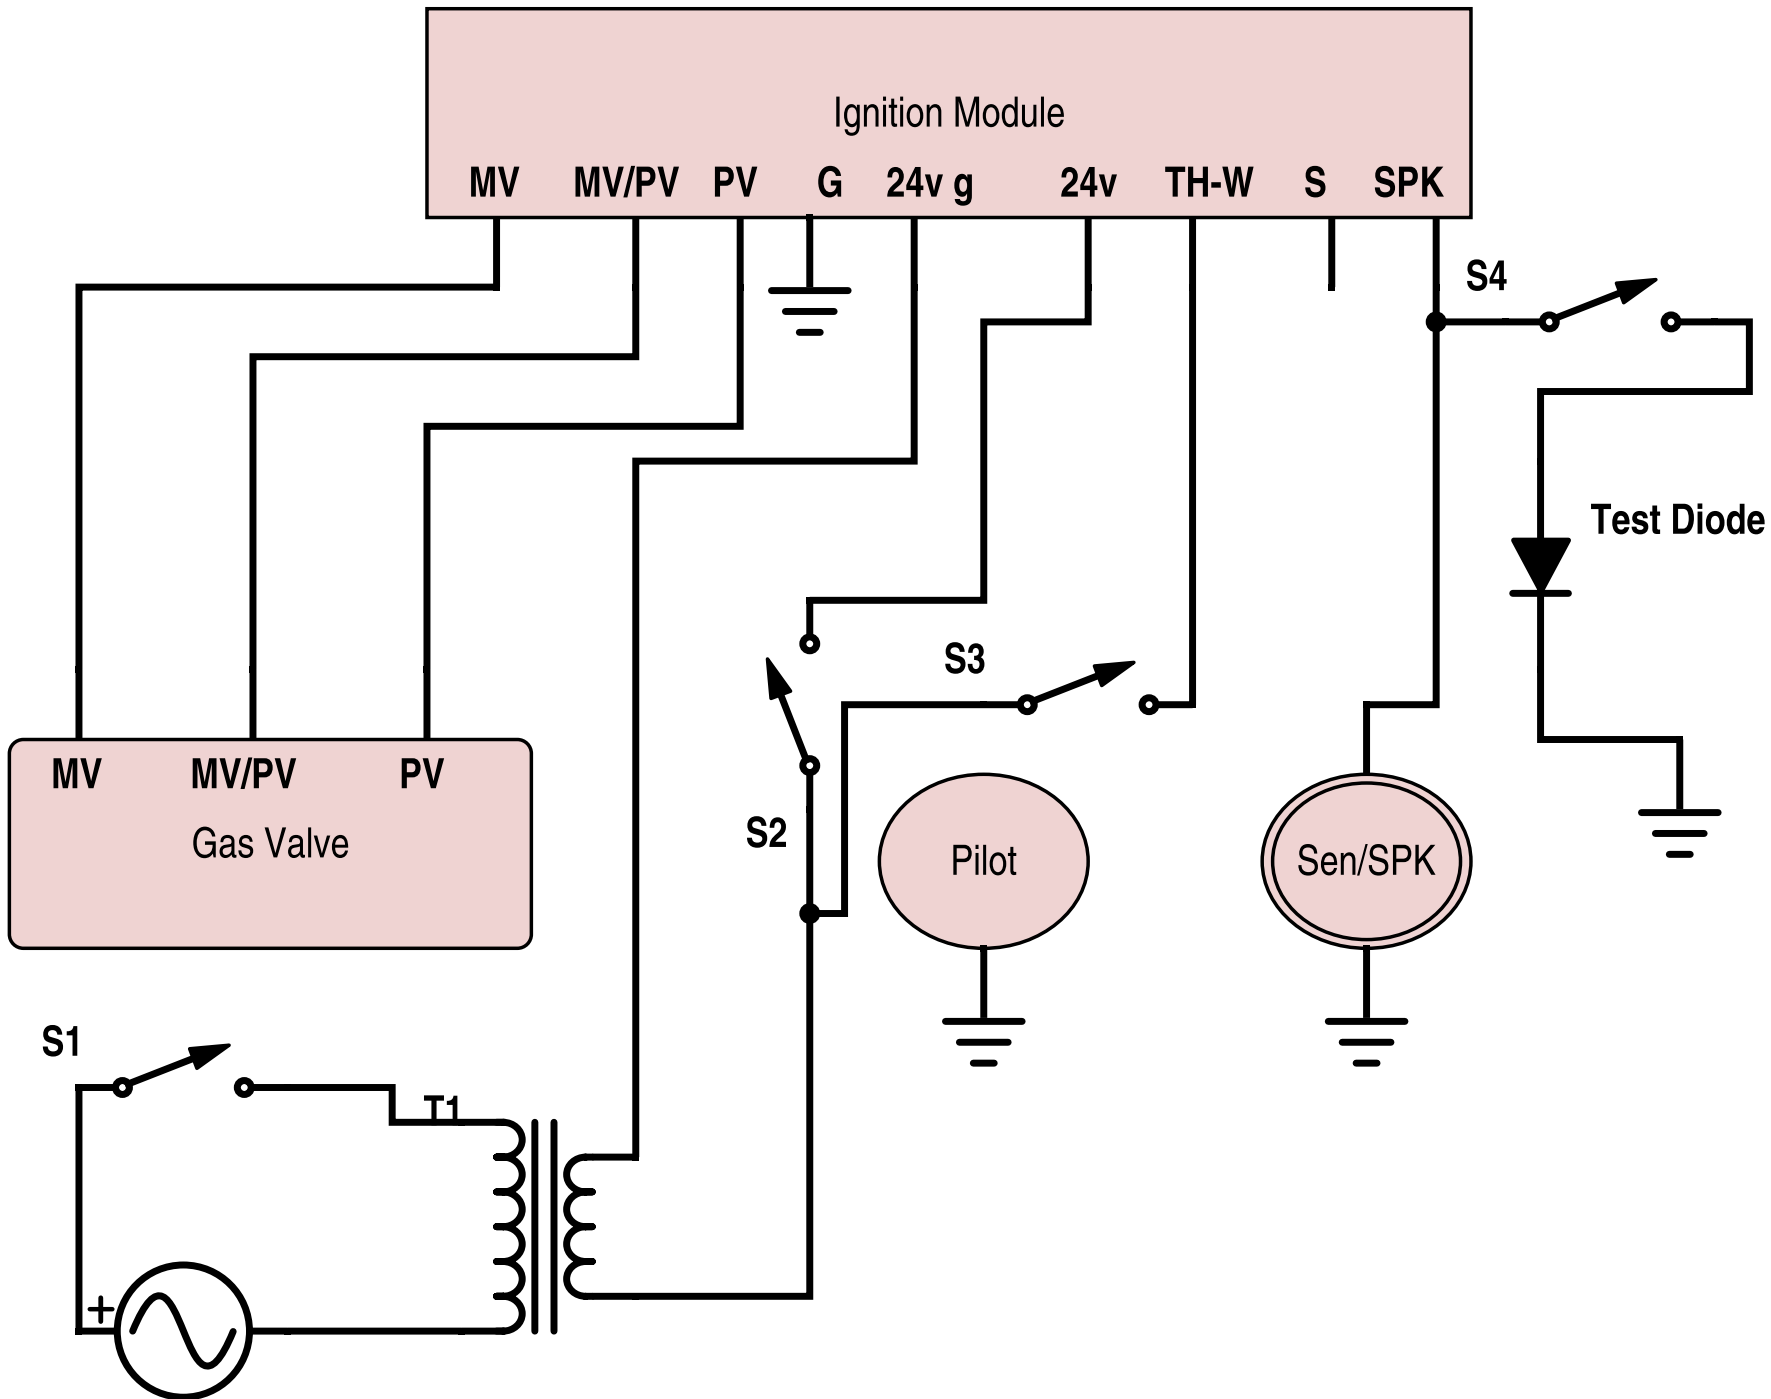 Ignition Module
MV MV/PV PV G 24v g 24v TH-W S SPK
S4
Test Diode
S3
MV MV/PV PV
Gas Valve
S2
Pilot
Sen/SPK
S1
T1
+